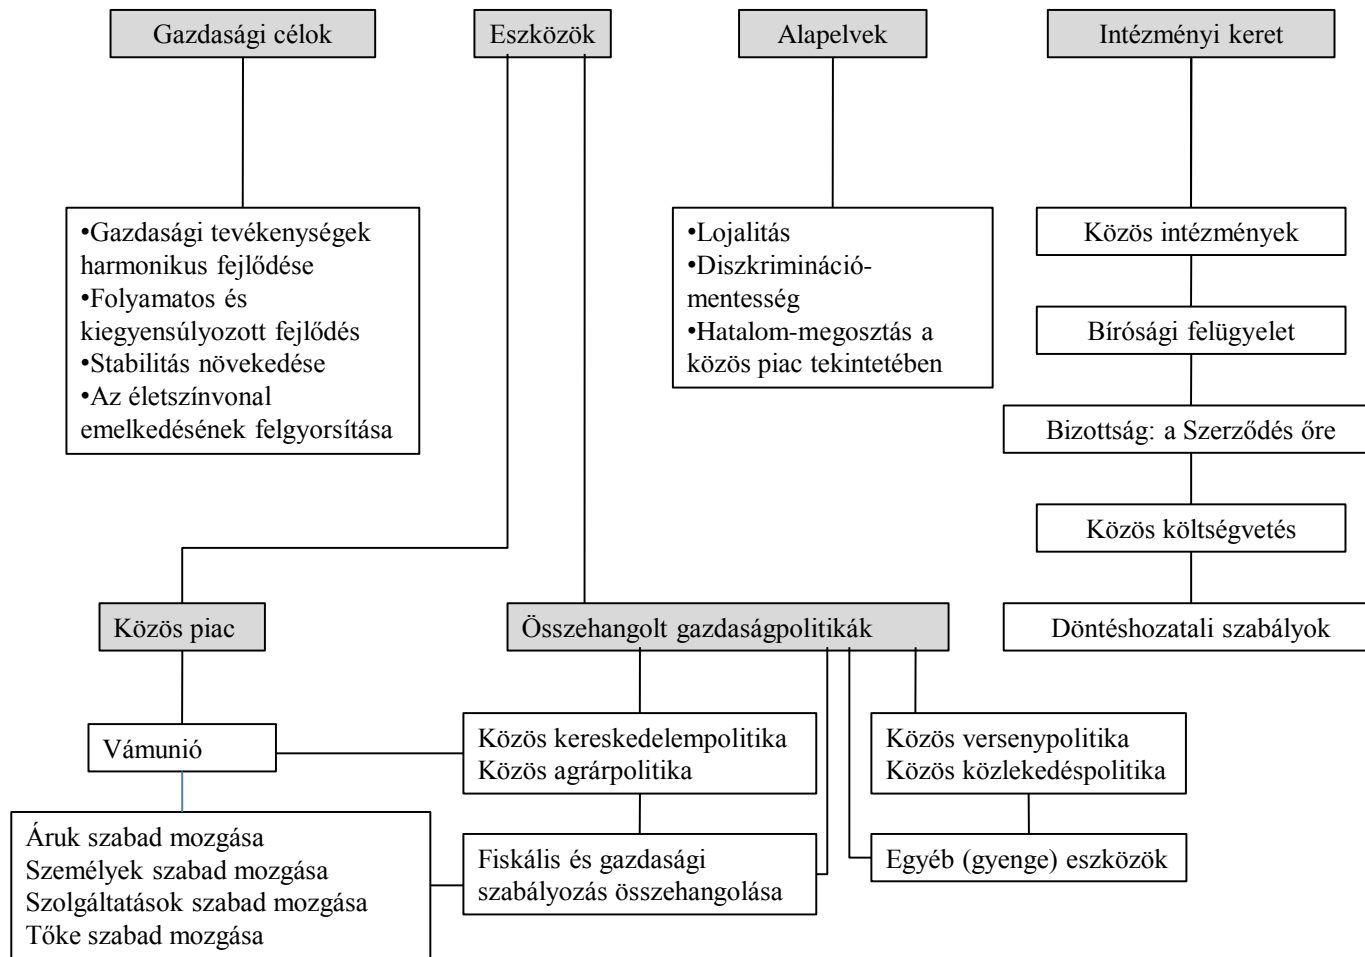 Gazdasági célok
Eszközök
Alapelvek
Intézményi keret
•Gazdasági tevékenységek
harmonikus fejlődése
•Folyamatos és
kiegyensúlyozott fejlődés
•Stabilitás növekedése
•Az életszínvonal
emelkedésének felgyorsítása
•Lojalitás
•Diszkrimináció-
mentesség
•Hatalom-megosztás a
közös piac tekintetében
Közös intézmények
Bírósági felügyelet
Bizottság: a Szerződés őre
Közös költségvetés
Döntéshozatali szabályok
Közös piac
Összehangolt gazdaságpolitikák
Vámunió
Közös kereskedelempolitika
Közös agrárpolitika
Közös versenypolitika
Közös közlekedéspolitika
Áruk szabad mozgása
Személyek szabad mozgása
Szolgáltatások szabad mozgása
Tőke szabad mozgása
Fiskális és gazdasági
szabályozás összehangolása
Egyéb (gyenge) eszközök